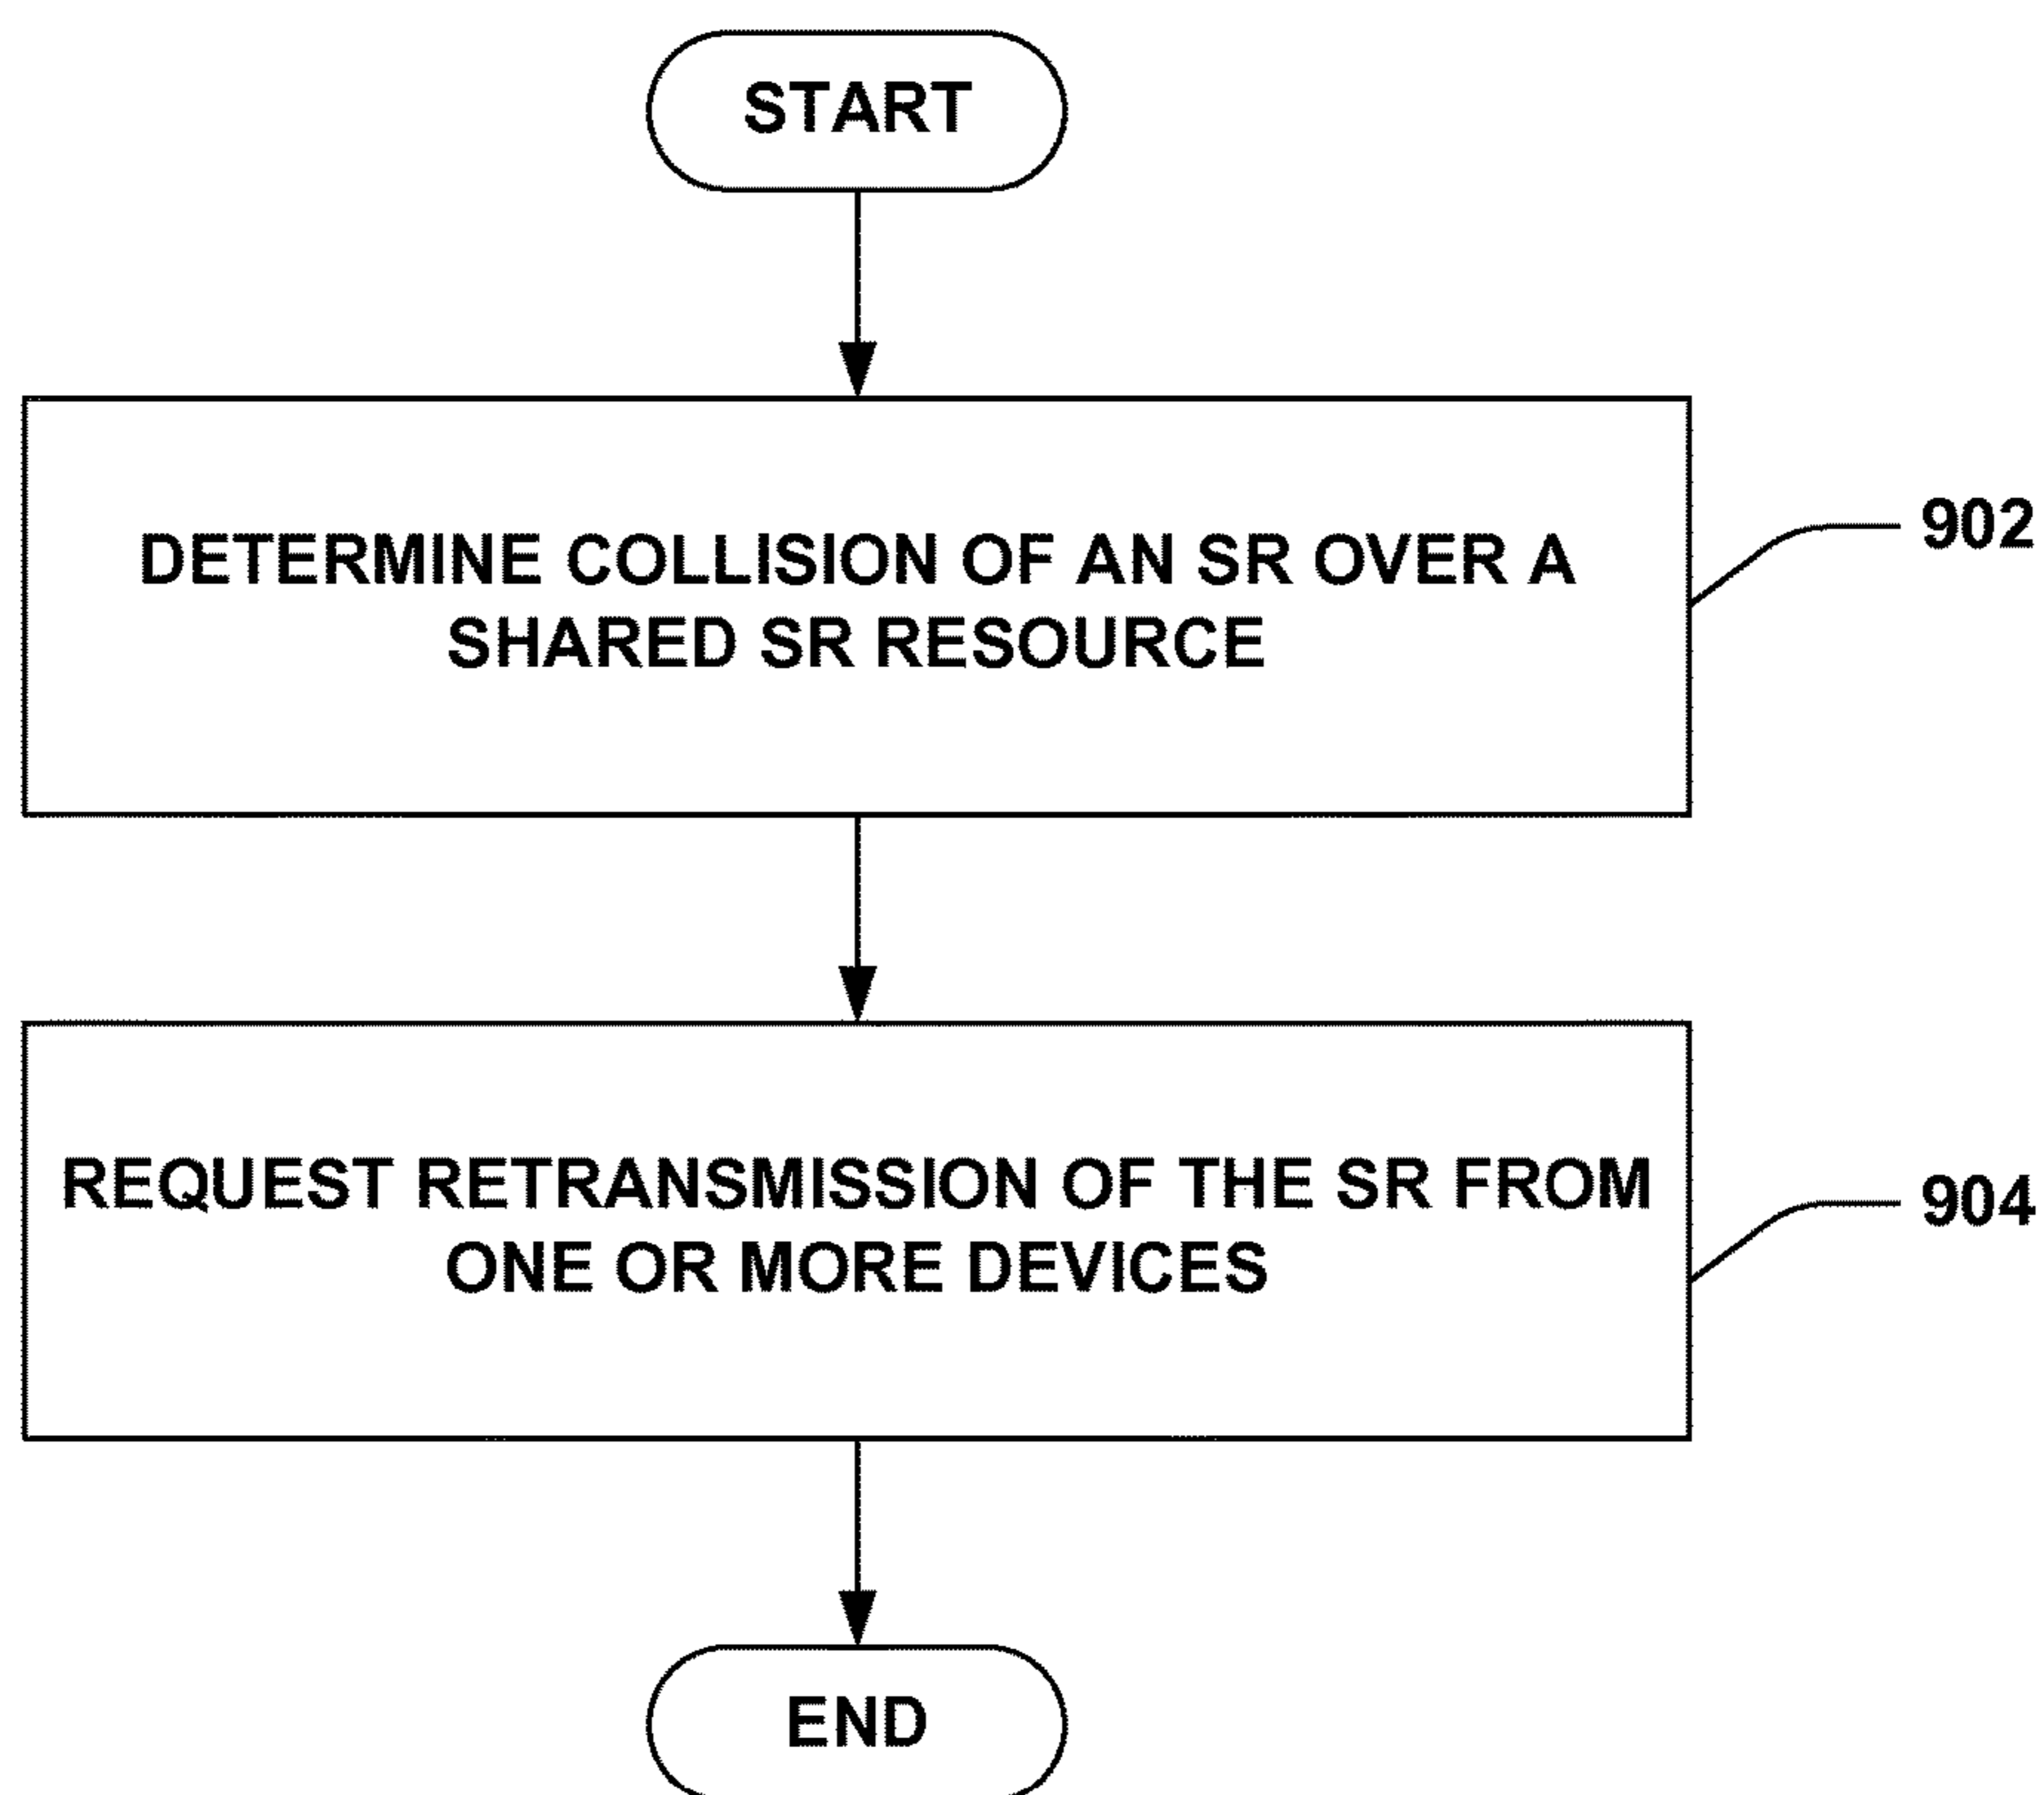 START
DETERMINE COLLISION OF AN SR OVER A
SHARED SR RESOURCE
902
REQUEST RETRANSMISSION OF THE SR FROM
ONE OR MORE DEVICES
904
END